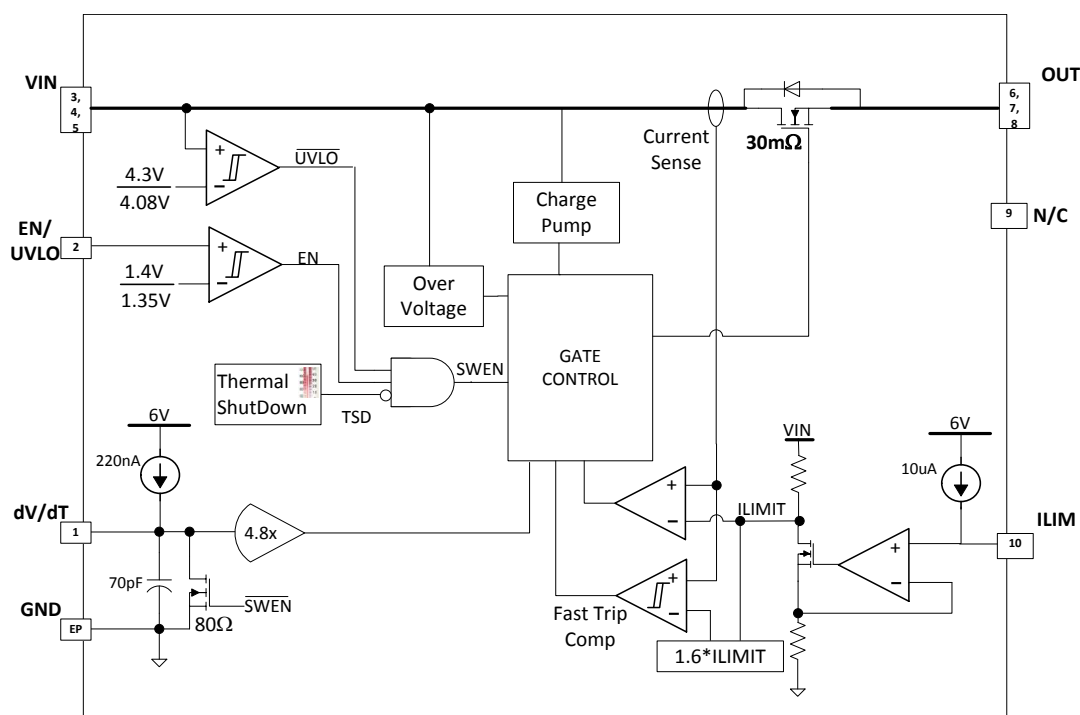 VIN
3,
4,
5
OUT
6,
7,
8
Current
Sense
30mΩ
+
−
UVLO
4.3V
4.08V
Charge
Pump
9
N/C
EN/
UVLO
2
+
−
EN
1.4V
1.35V
Over
Voltage
GATE
CONTROL
SWEN
Thermal
ShutDown
TSD
6V
220nA
VIN
6V
10uA
dV/dT
1
4.8x
+
−
ILIMIT
ILIM
10
+
−
70pF
SWEN
80Ω
GND
EP
+
−
Fast Trip
Comp
1.6*ILIMIT